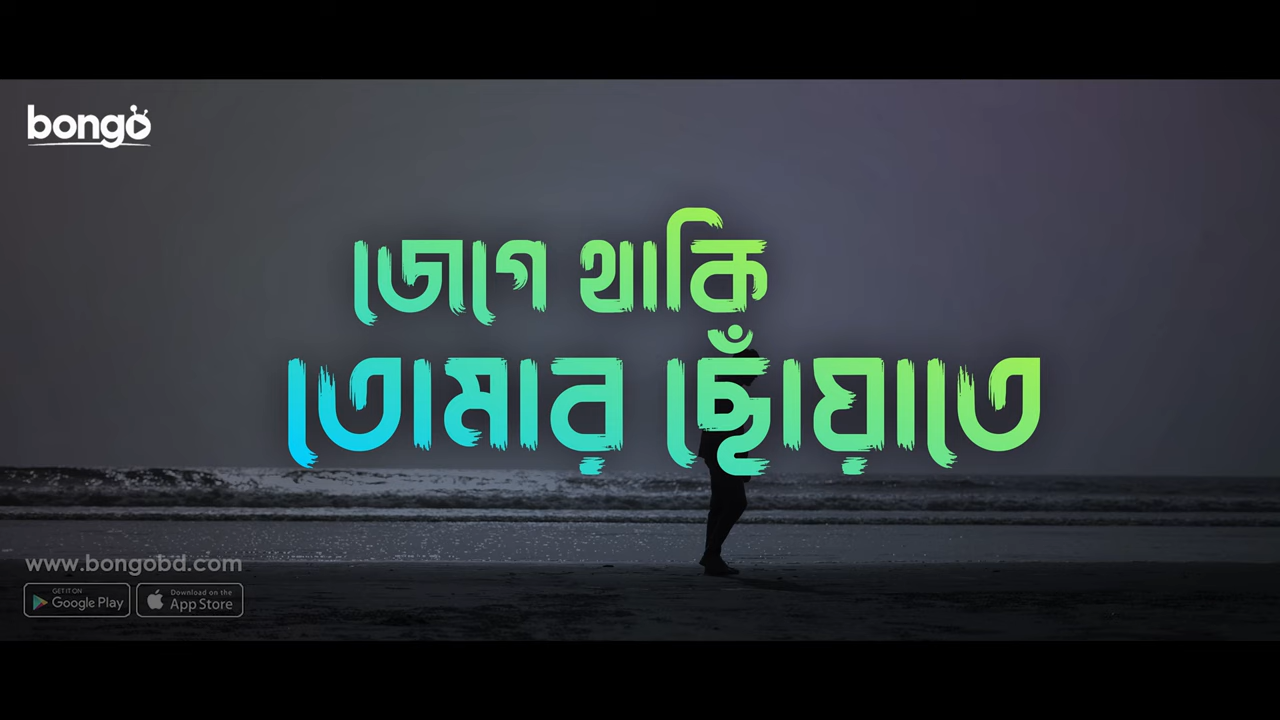 bongo
জেগে থাকি
তোমার ছোঁয়াতে
www.bongobd.com
GET IT ON
Google Play
Download on the
App Store